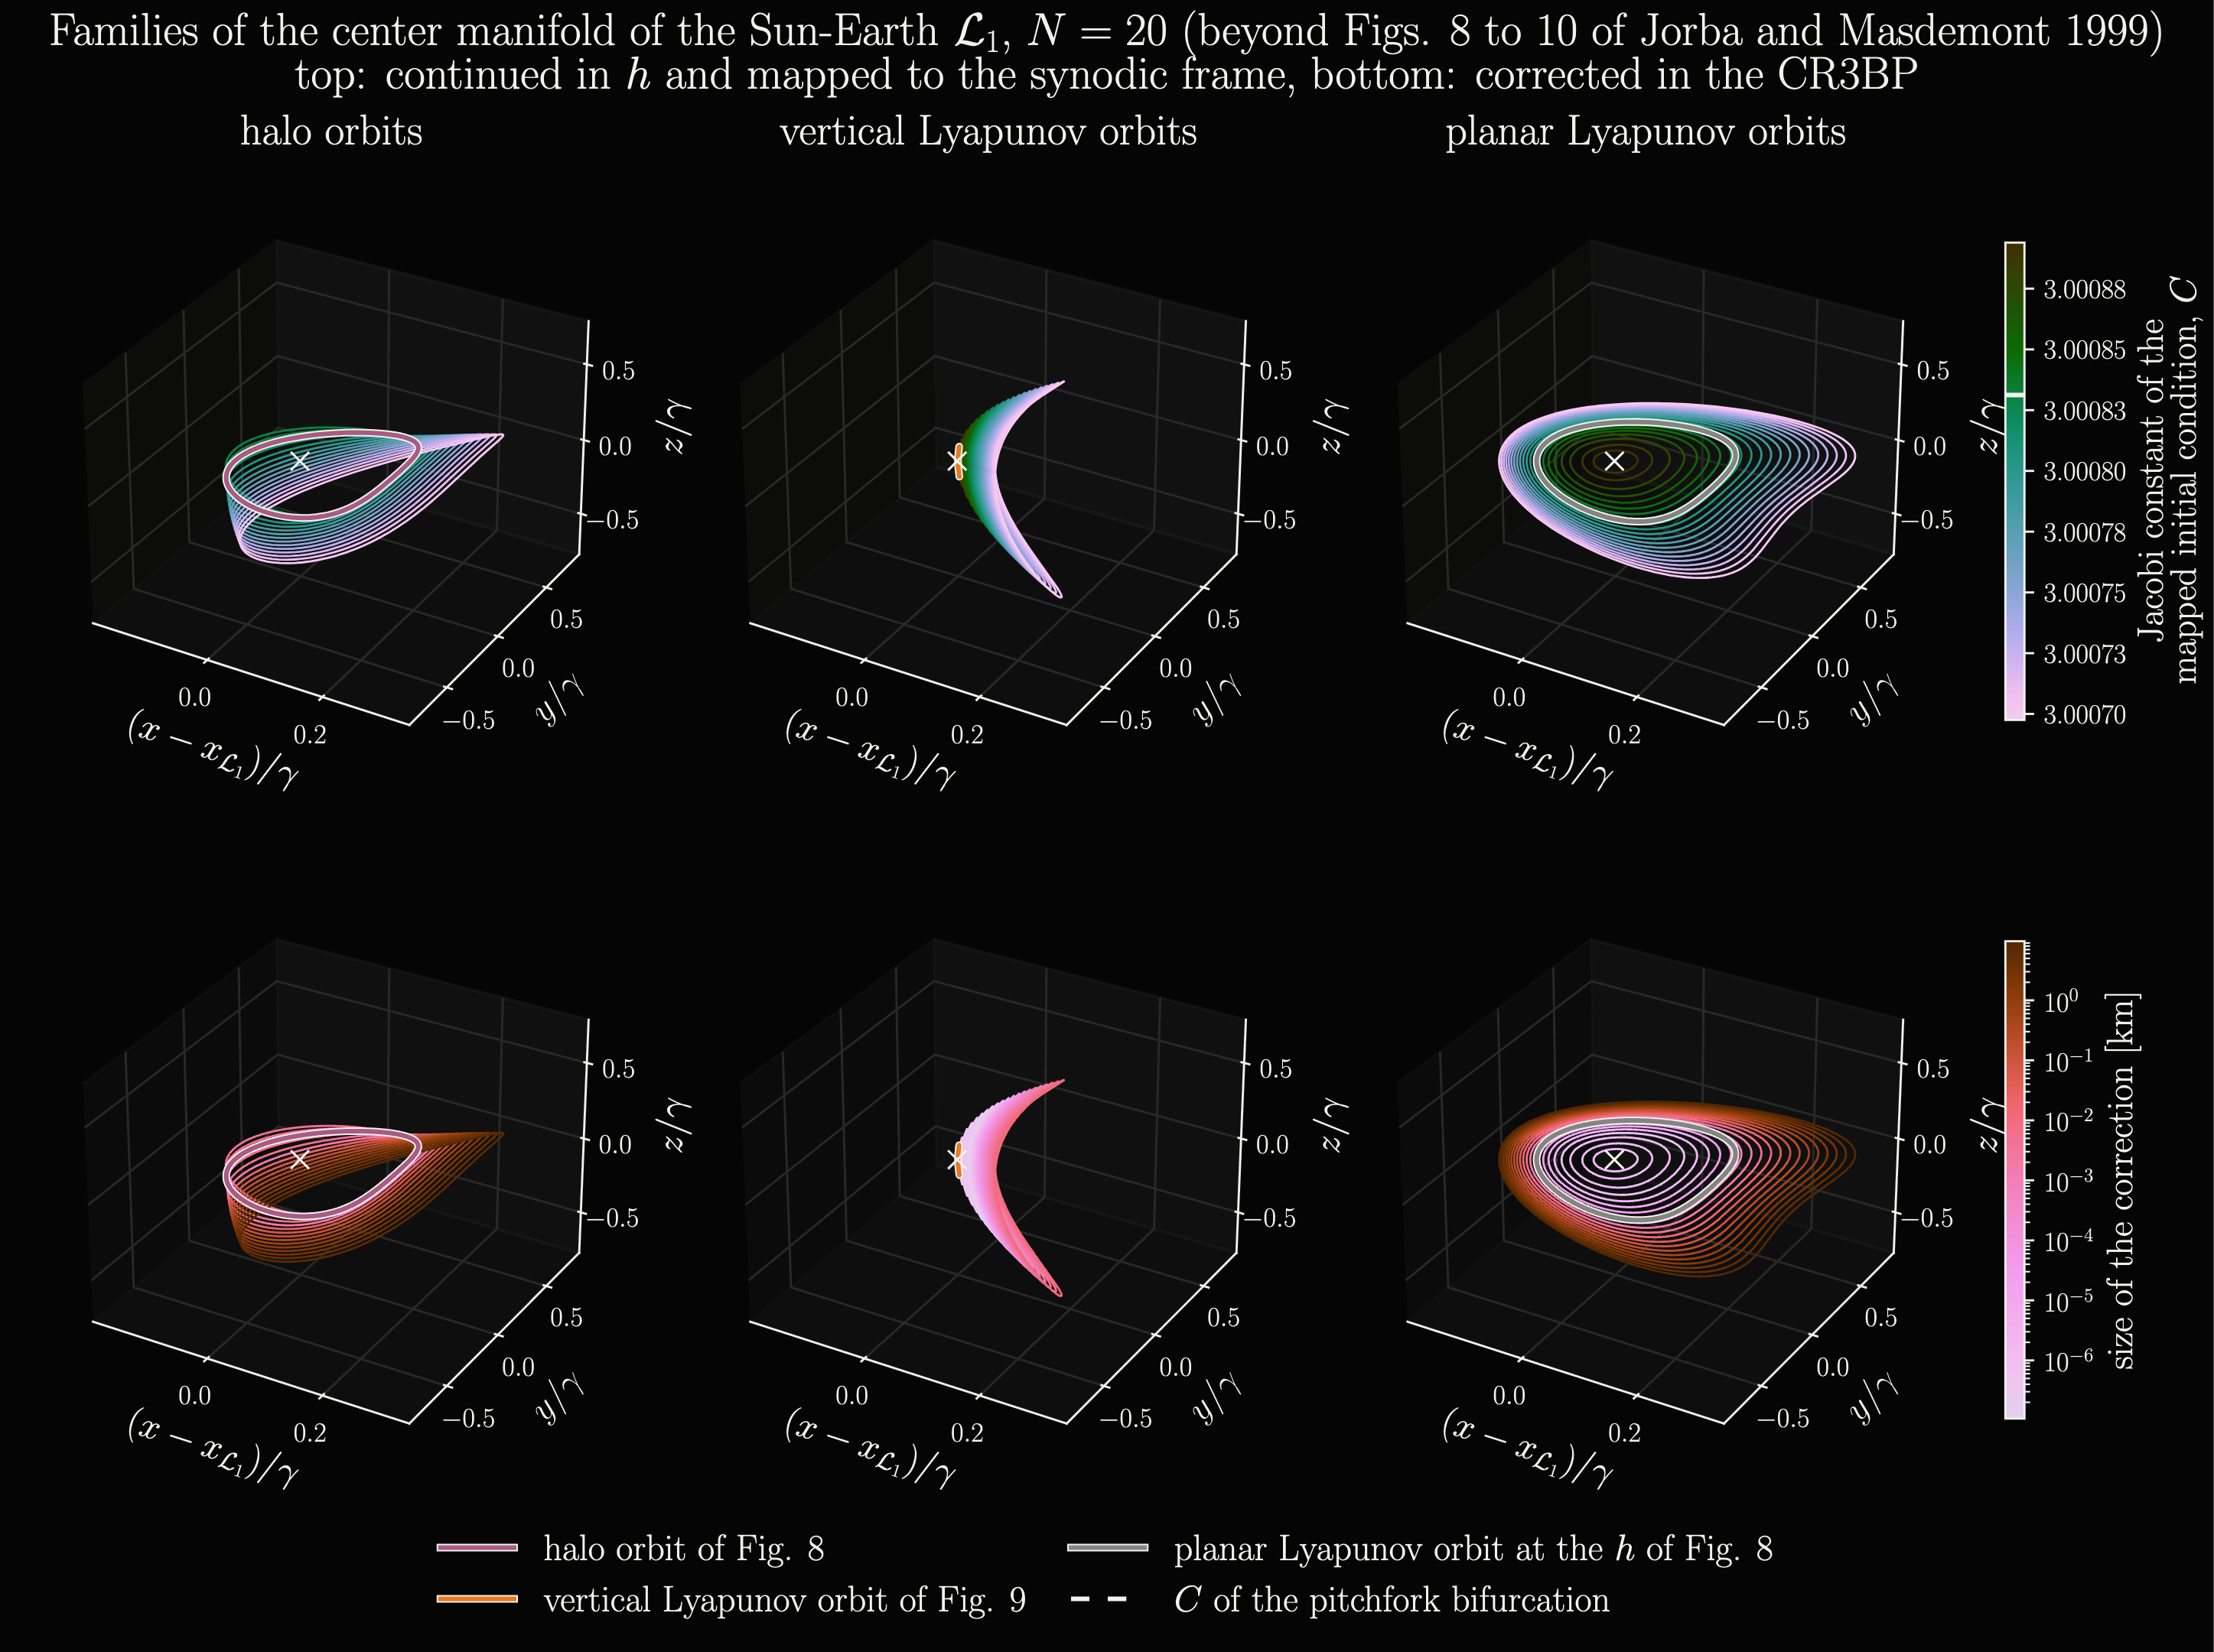 Families of the center manifold of the Sun-Earth 𝓛₁, N = 20 (beyond Figs. 8 to 10 of Jorba and Masdemont 1999)
top: continued in h and mapped to the synodic frame, bottom: corrected in the CR3BP
halo orbits
vertical Lyapunov orbits
planar Lyapunov orbits
0.5
0.0
−0.5
z/γ
0.5
0.0
−0.5
y/γ
0.0
0.2
(x − x_𝓛₁)/γ
0.5
0.0
−0.5
z/γ
0.5
0.0
−0.5
y/γ
0.0
0.2
(x − x_𝓛₁)/γ
0.5
0.0
−0.5
z/γ
0.5
0.0
−0.5
y/γ
0.0
0.2
(x − x_𝓛₁)/γ
3.00088
3.00085
3.00083
3.00080
3.00078
3.00075
3.00073
3.00070
Jacobi constant of the
mapped initial condition, C
0.5
0.0
−0.5
z/γ
0.5
0.0
−0.5
y/γ
0.0
0.2
(x − x_𝓛₁)/γ
0.5
0.0
−0.5
z/γ
0.5
0.0
−0.5
y/γ
0.0
0.2
(x − x_𝓛₁)/γ
0.5
0.0
−0.5
z/γ
0.5
0.0
−0.5
y/γ
0.0
0.2
(x − x_𝓛₁)/γ
10⁰
10⁻¹
10⁻²
10⁻³
10⁻⁴
10⁻⁵
10⁻⁶
size of the correction [km]
halo orbit of Fig. 8
vertical Lyapunov orbit of Fig. 9
planar Lyapunov orbit at the h of Fig. 8
C of the pitchfork bifurcation